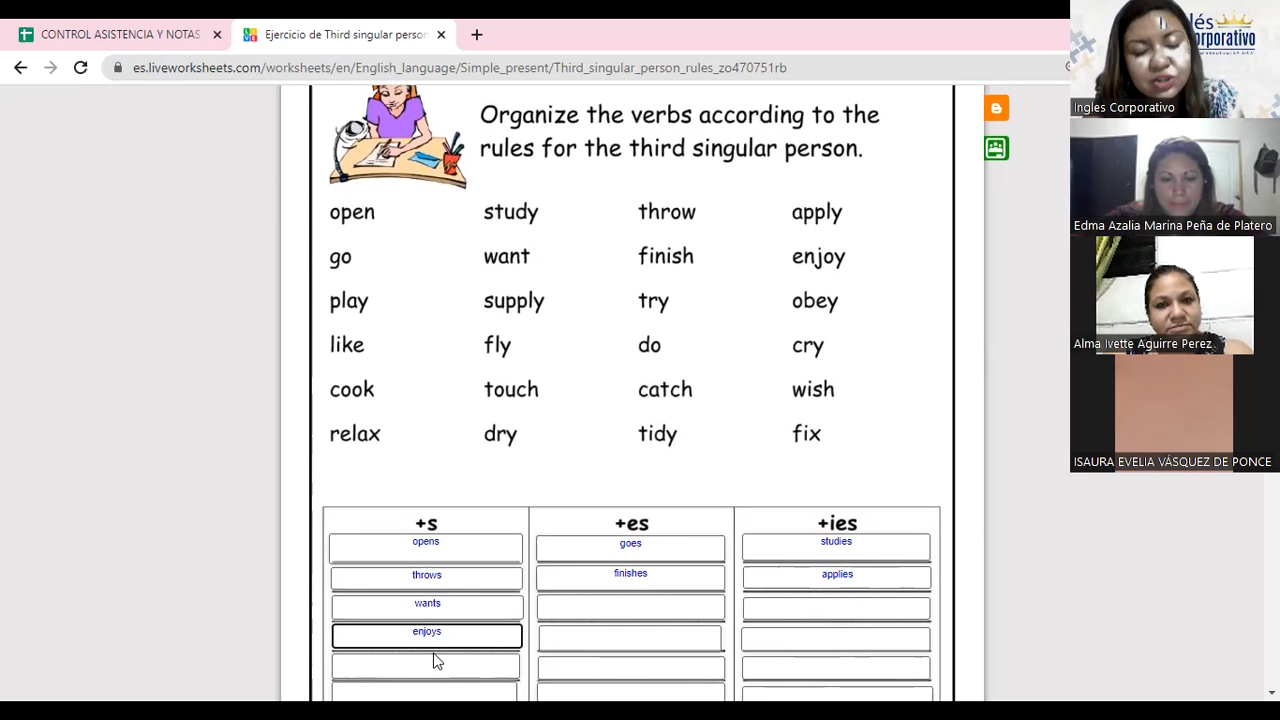 CONTROL ASISTENCIA Y NOTAS
Ejercicio de Third singular person
es.liveworksheets.com/worksheets/en/English_language/Simple_present/Third_singular_person_rules_zo470751rb
Organize the verbs according to the
rules for the third singular person.
open study throw apply
go want finish enjoy
play supply try obey
like fly do cry
cook touch catch wish
relax dry tidy fix
+s +es +ies
opens goes studies
throws finishes applies
wants
enjoys
Corporativo
Ingles Corporativo
Edma Azalia Marina Peña de Platero
Alma Ivette Aguirre Perez
ISAURA EVELIA VÁSQUEZ DE PONCE